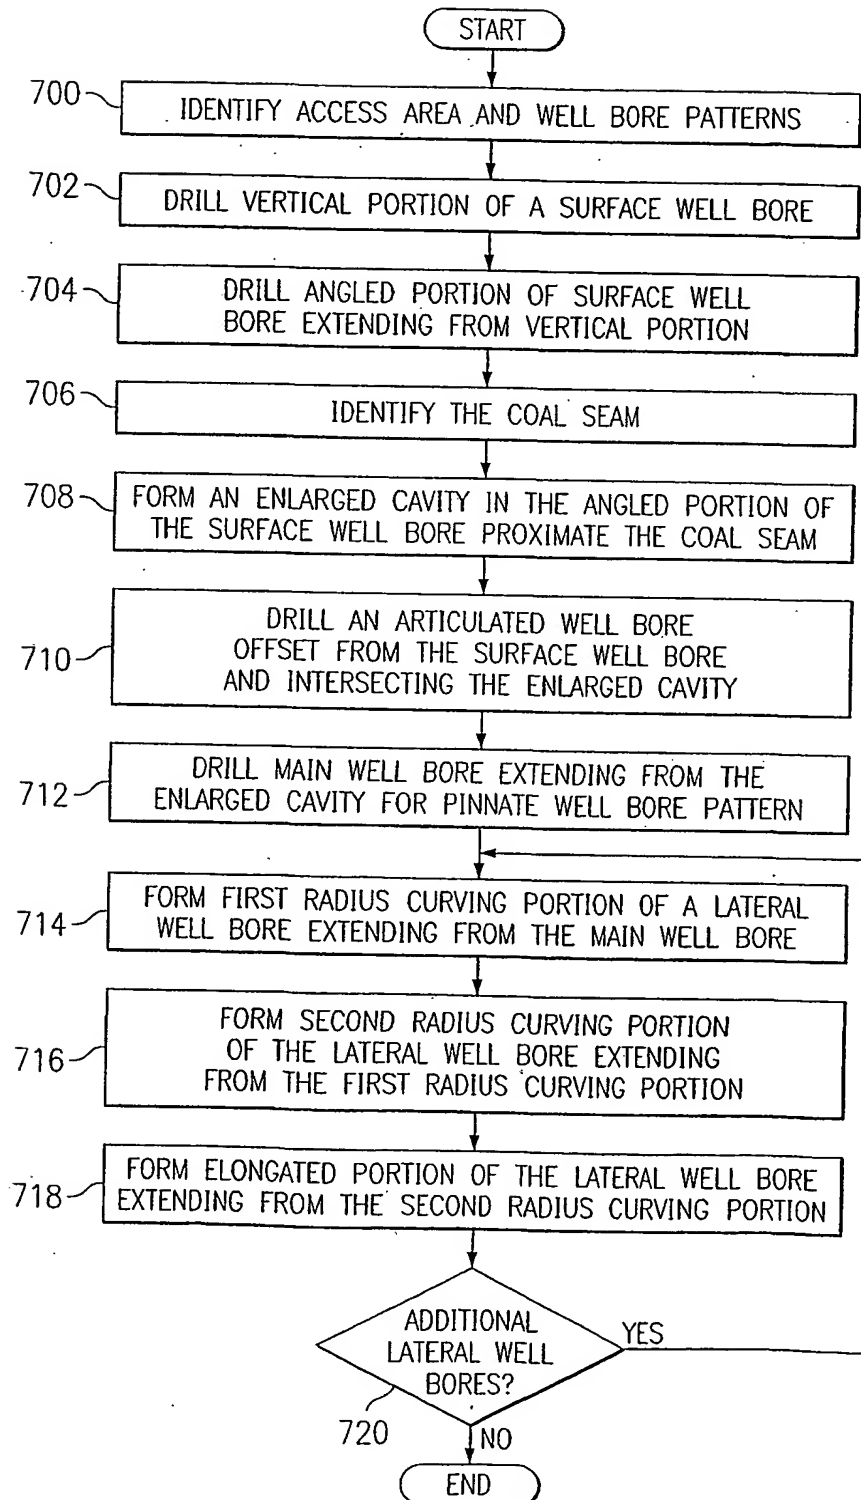 START
700
IDENTIFY ACCESS AREA AND WELL BORE PATTERNS
702
DRILL VERTICAL PORTION OF A SURFACE WELL BORE
704
DRILL ANGLED PORTION OF SURFACE WELL
BORE EXTENDING FROM VERTICAL PORTION
706
IDENTIFY THE COAL SEAM
708
FORM AN ENLARGED CAVITY IN THE ANGLED PORTION OF
THE SURFACE WELL BORE PROXIMATE THE COAL SEAM
710
DRILL AN ARTICULATED WELL BORE
OFFSET FROM THE SURFACE WELL BORE
AND INTERSECTING THE ENLARGED CAVITY
712
DRILL MAIN WELL BORE EXTENDING FROM THE
ENLARGED CAVITY FOR PINNATE WELL BORE PATTERN
714
FORM FIRST RADIUS CURVING PORTION OF A LATERAL
WELL BORE EXTENDING FROM THE MAIN WELL BORE
716
FORM SECOND RADIUS CURVING PORTION
OF THE LATERAL WELL BORE EXTENDING
FROM THE FIRST RADIUS CURVING PORTION
718
FORM ELONGATED PORTION OF THE LATERAL WELL BORE
EXTENDING FROM THE SECOND RADIUS CURVING PORTION
ADDITIONAL
LATERAL WELL
BORES?
YES
720
NO
END